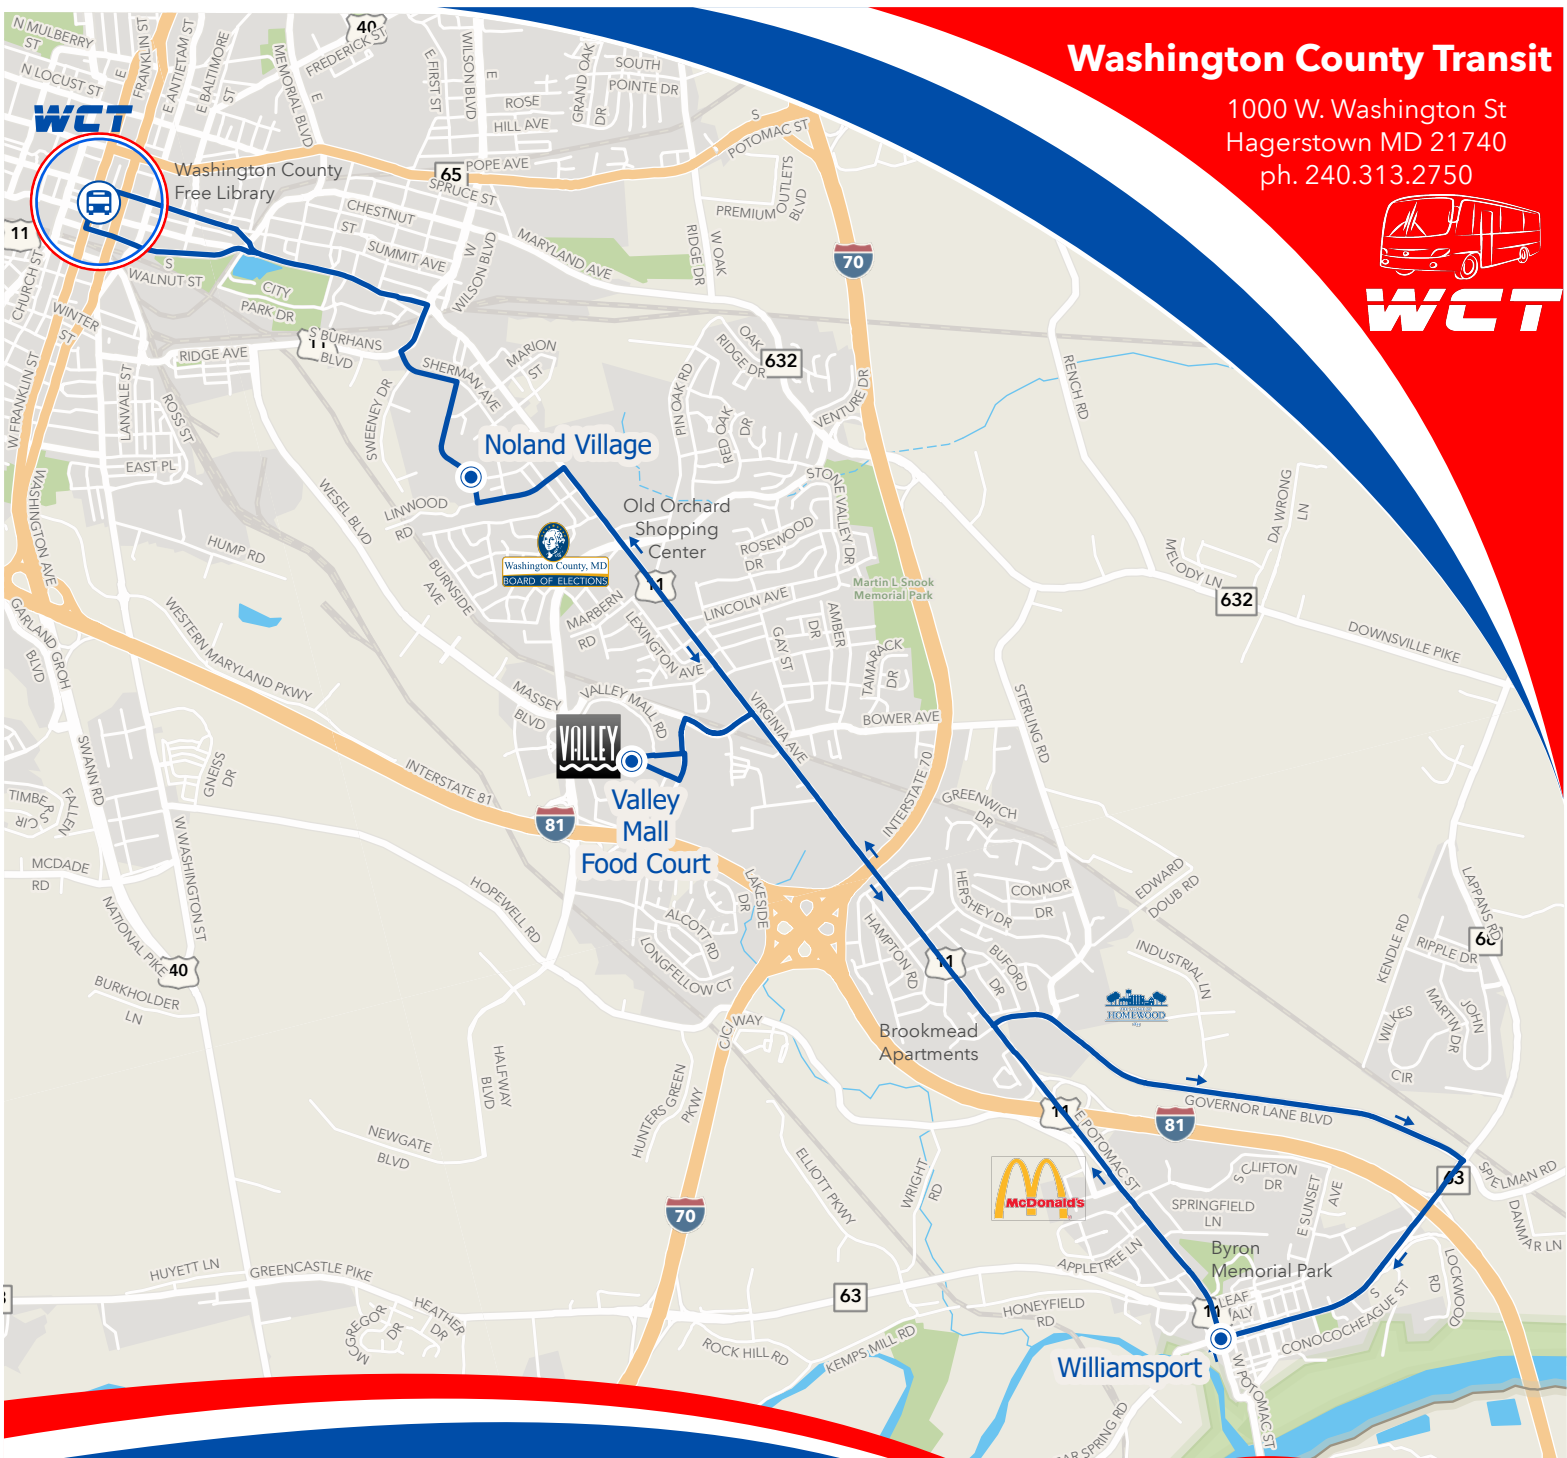 Washington County Transit
1000 W. Washington St
Hagerstown MD 21740
ph. 240.313.2750
WCT
WCT
Washington County
Free Library
Noland Village
Old Orchard
Shopping
Center
Washington County, MD
BOARD OF ELECTIONS
VALLEY
Valley
Mall
Food Court
Martin L Snook
Memorial Park
Brookmead
Apartments
HOMEWOOD
McDonald's
Byron
Memorial Park
Williamsport
N MULBERRY
ST
N LOCUST ST
E
FRANKLIN ST
E ANTIETAM ST
E BALTIMORE
ST
MEMORIAL BLVD
E
FREDERICK ST
40
E FIRST ST
WILSON BLVD
E
ROSE
HILL AVE
GRAND OAK
DR
SOUTH
POINTE DR
S
POTOMAC ST
POPE AVE
65
SPRUCE ST
CHESTNUT
ST
SUMMIT AVE
W
WILSON BLVD
MARYLAND AVE
PREMIUM
OUTLETS
BLVD
RIDGE DR
W OAK
70
11
CHURCH ST
S
WALNUT ST
CITY
PARK DR
WINTER
ST
S BURHANS
BLVD
11
RIDGE AVE
W FRANKLIN ST
LANVALE ST
ROSS ST
EAST PL
SWEENEY DR
SHERMAN AVE
MARION
ST
PIN OAK RD
OAK
RIDGE DR
632
RED OAK
DR
VENTURE DR
RENCH RD
DA WRONG
LN
WASHINGTON AVE
WESEL BLVD
LINWOOD
RD
HUMP RD
BURNSIDE
AVE
STONE VALLEY DR
ROSEWOOD
DR
11
LINCOLN AVE
MARBERN
RD
LEXINGTON AVE
GAY ST
AMBER
DR
TAMARACK
DR
MELODY LN
632
DOWNSVILLE PIKE
GARLAND GROH
BLVD
WESTERN MARYLAND PKWY
MASSEY
BLVD
VALLEY MALL RD
VIRGINIA AVE
BOWER AVE
STERLING RD
SWANN RD
GNEISS
DR
INTERSTATE 81
81
INTERSTATE 70
GREENWICH
DR
TIMBER
CIR
FALLEN
S
MCDADE
RD
W WASHINGTON ST
NATIONAL PIKE
40
BURKHOLDER
LN
HOPEWELL RD
LAKESIDE
DR
ALCOTT RD
LONGFELLOW CT
HAMPTON RD
HERSHEY DR
CONNOR
DR
EDWARD
DOUB RD
BUFORD
DR
11
INDUSTRIAL LN
LAPPANS RD
68
RIPPLE DR
KENDLE RD
MARTIN DR
JOHN
WILKES
CIR
CJC WAY
HALFWAY
BLVD
HUNTERS GREEN
PKWY
NEWGATE
BLVD
70
ELLIOTT PKWY
WRIGHT
RD
11
E POTOMAC ST
81
GOVERNOR LANE BLVD
63
SPIELMAN RD
DANMAR LN
S CLIFTON
DR
E SUNSET
AVE
SPRINGFIELD
LN
APPLETREE LN
HUYETT LN
GREENCASTLE PIKE
MCGREGOR
DR
HEATHER
DR
63
HONEYFIELD
RD
ROCK HILL RD
KEMPS MILL RD
11
LEAF
ALY
S
CONOCOCHEAGUE ST
LOCKWOOD
RD
W POTOMAC ST
AR SPRING RD